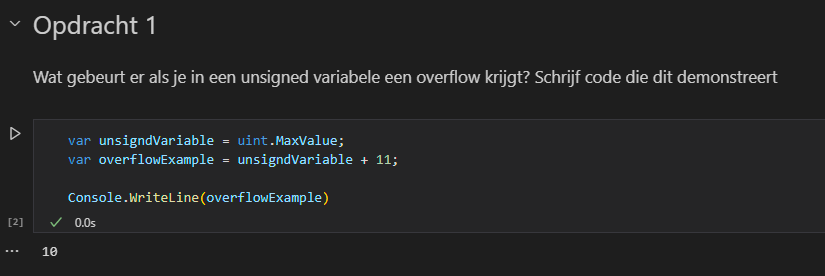 Opdracht 1
Wat gebeurt er als je in een unsigned variabele een overflow krijgt? Schrijf code die dit demonstreert
var unsigndVariable = uint.MaxValue;
var overflowExample = unsigndVariable + 11;
Console.WriteLine(overflowExample)
[2]
0.0s
10